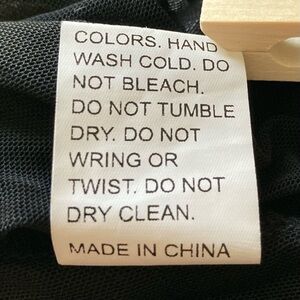 COLORS. HAND
WASH COLD. DO
NOT BLEACH.
DO NOT TUMBLE
DRY. DO NOT
WRING OR
TWIST. DO NOT
DRY CLEAN.
MADE IN CHINA